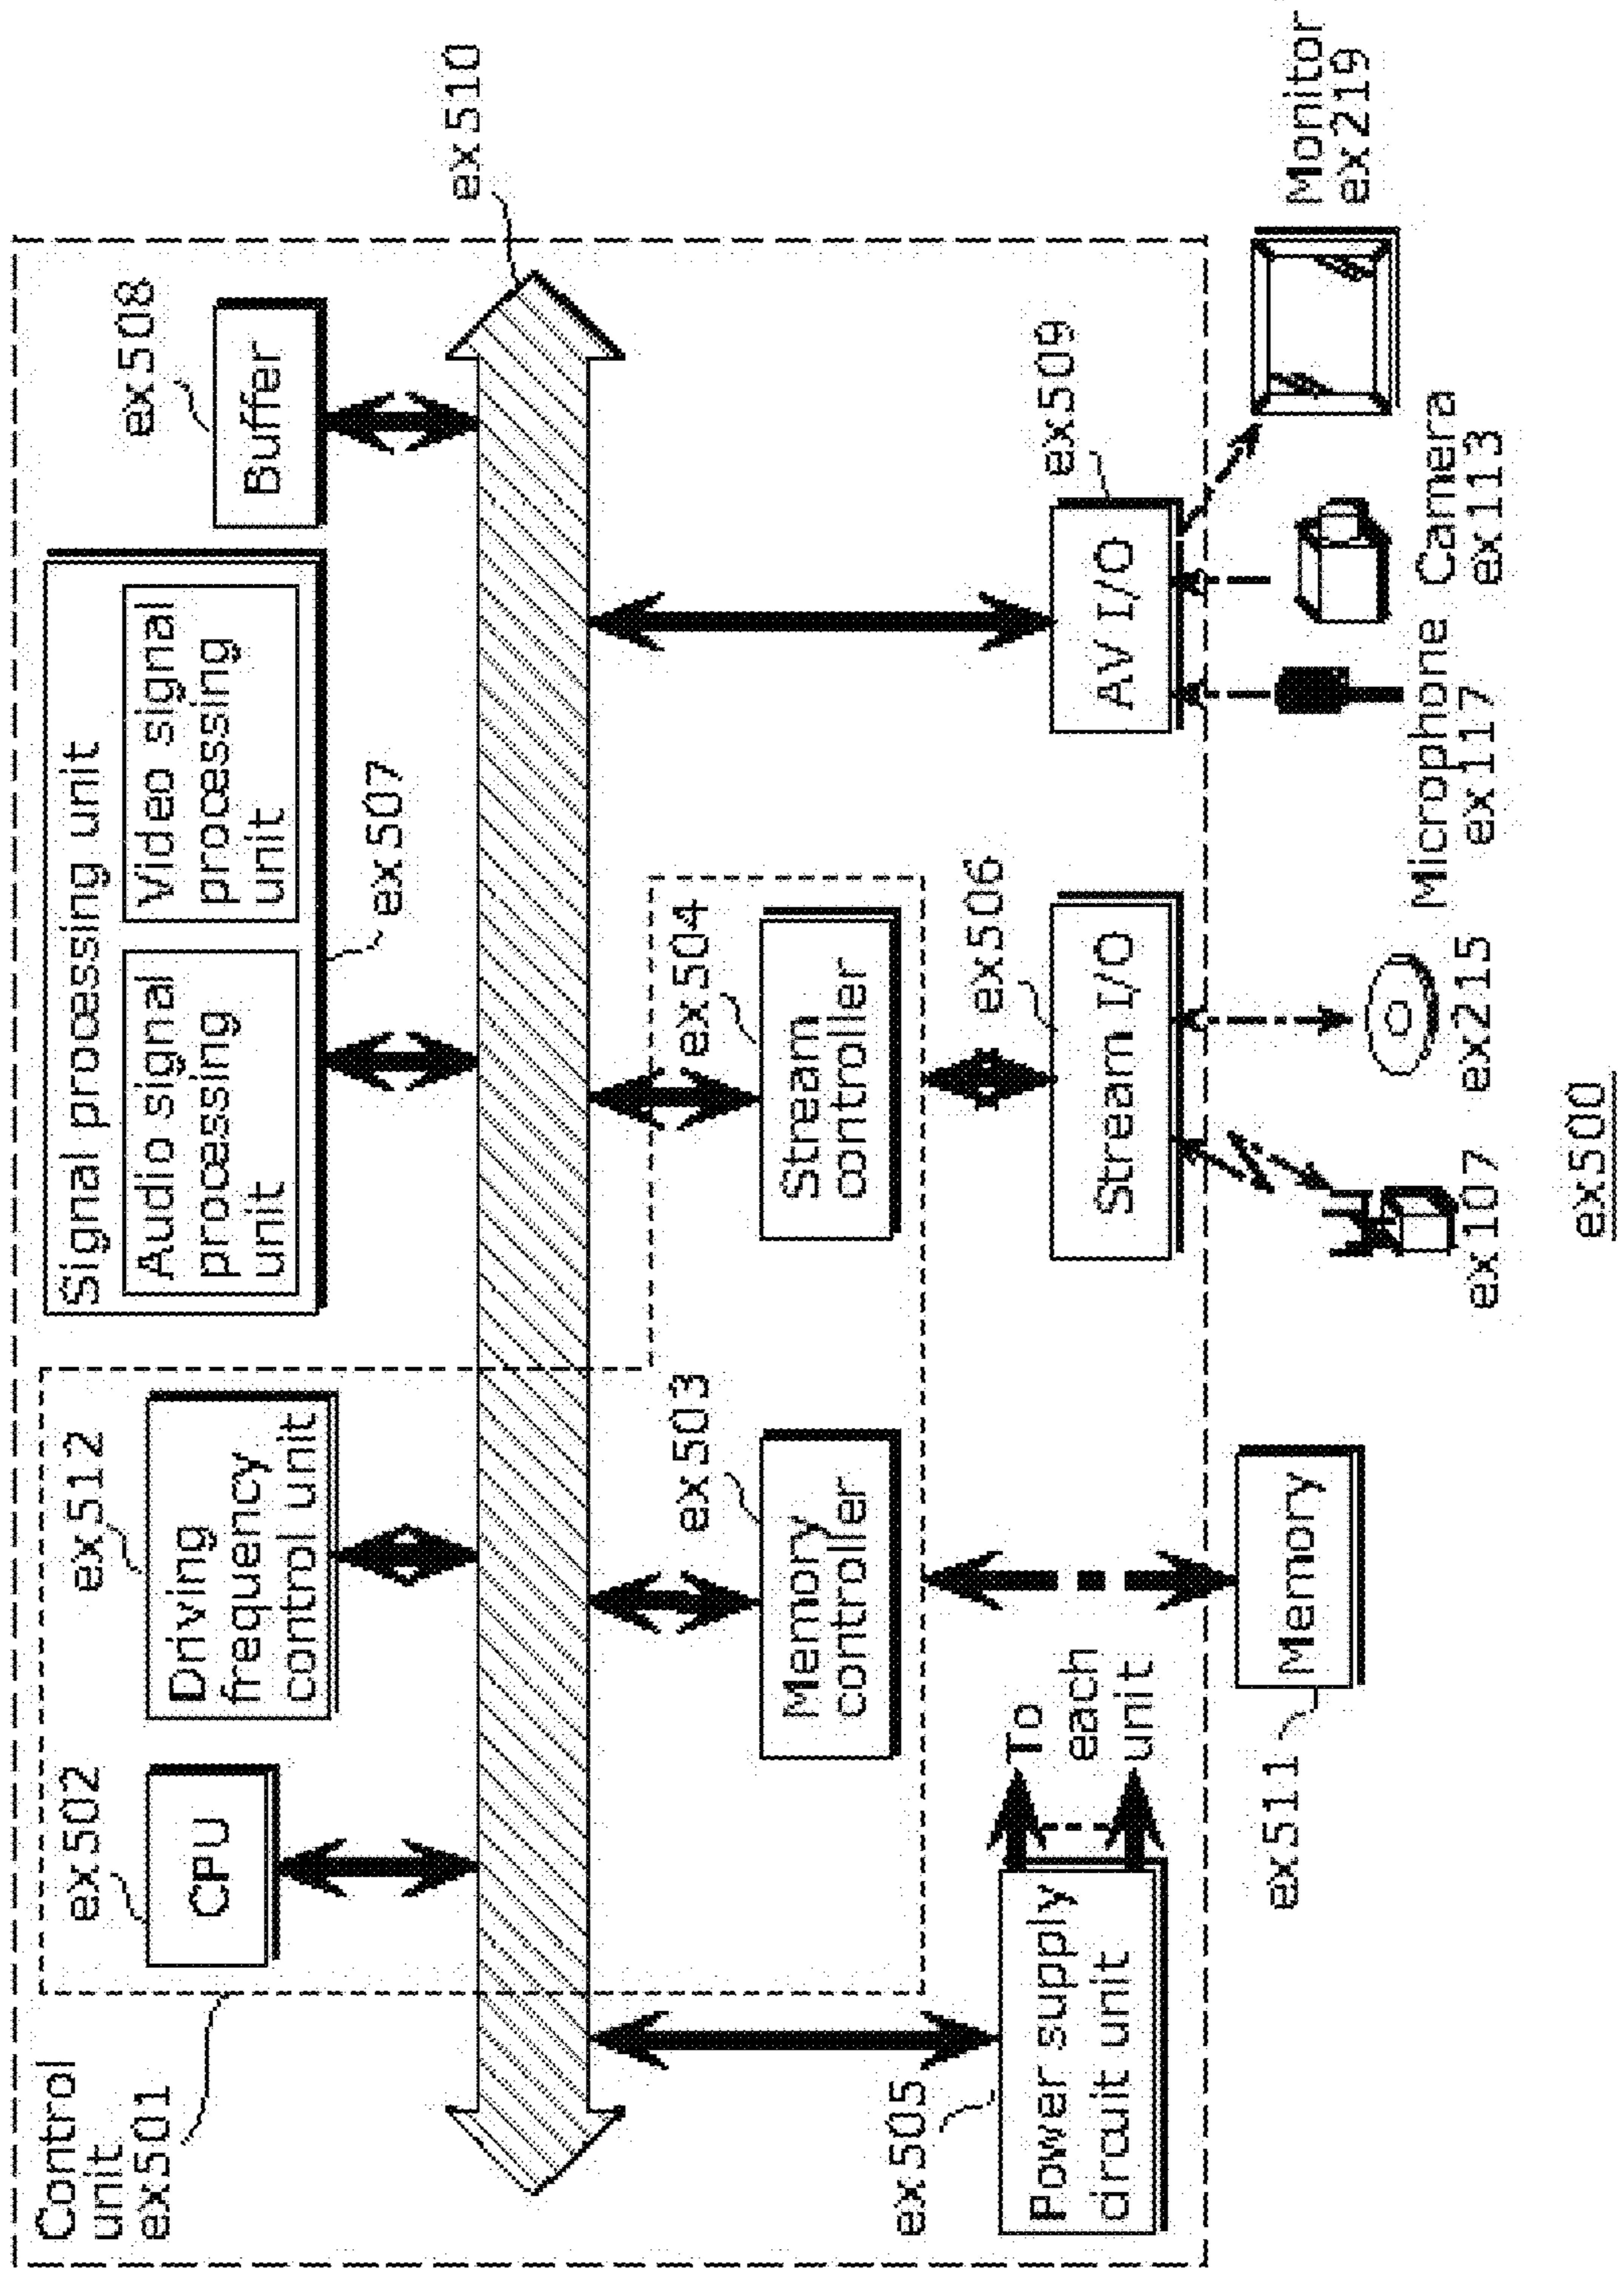 Control
unit
ex501
ex502
CPU
ex512
Driving
frequency
control unit
Signal processing unit
Audio signal
processing
unit
Video signal
processing
unit
ex507
ex508
Buffer
ex510
ex503
Memory
controller
ex504
Stream
controller
ex505
Power supply
circuit unit
To
each
unit
ex506
Stream I/O
ex509
AV I/O
ex511
Memory
ex107
ex215
Microphone
ex117
Camera
ex113
Monitor
ex219
ex500